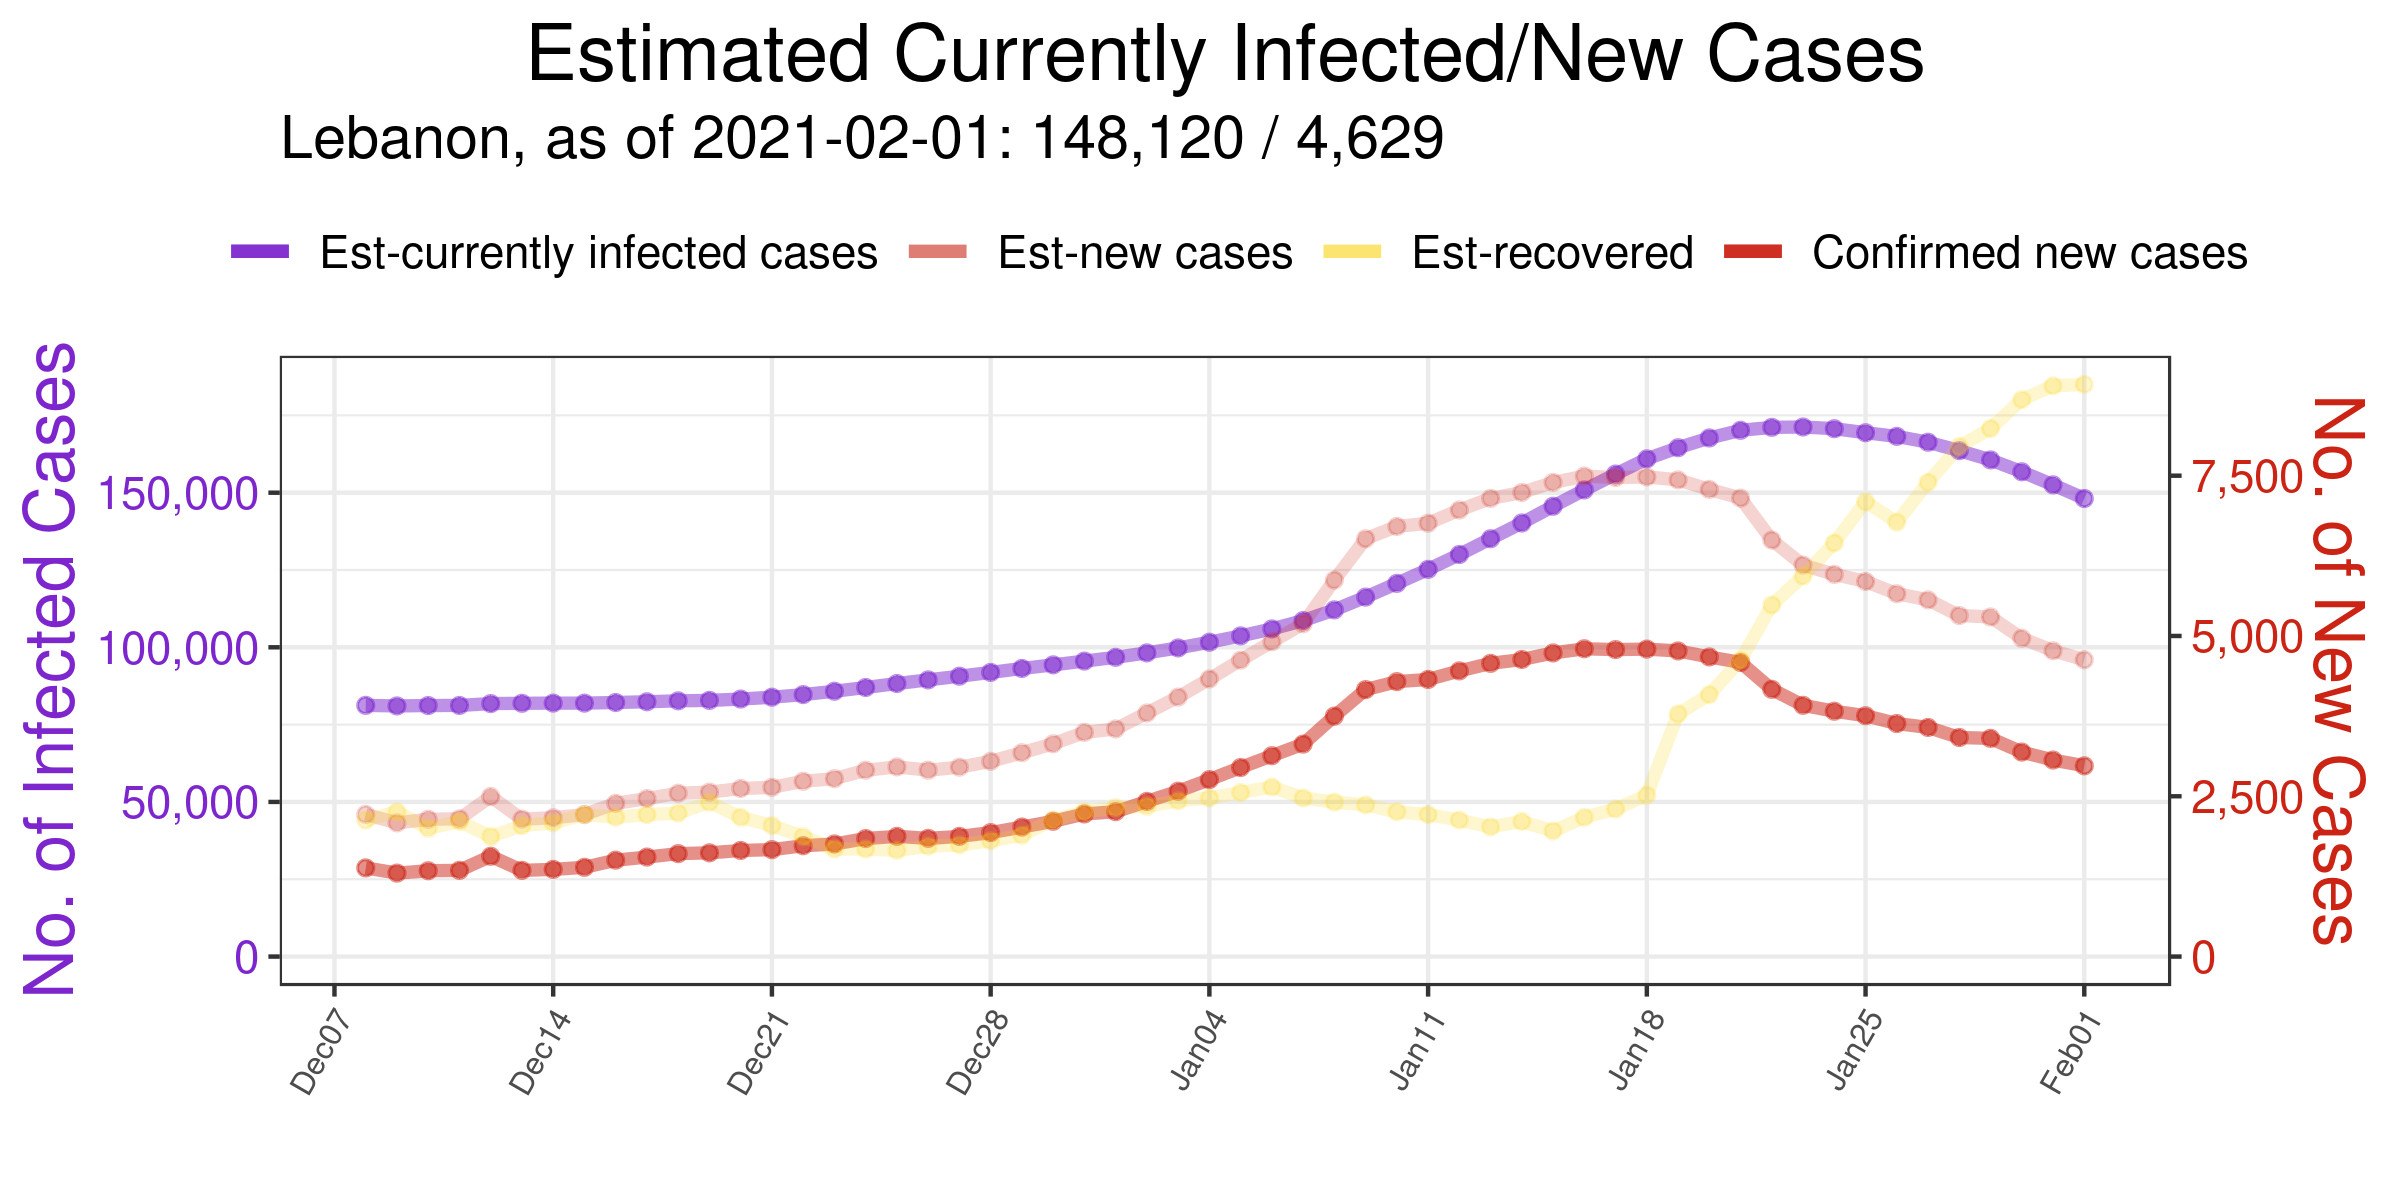 Estimated Currently Infected/New Cases
Lebanon, as of 2021-02-01: 148,120 / 4,629
Est-currently infected cases Est-new cases Est-recovered Confirmed new cases
No. of Infected Cases
150,000
100,000
50,000
0
7,500
5,000
2,500
0
No. of New Cases
Dec07 Dec14 Dec21 Dec28 Jan04 Jan11 Jan18 Jan25 Feb01